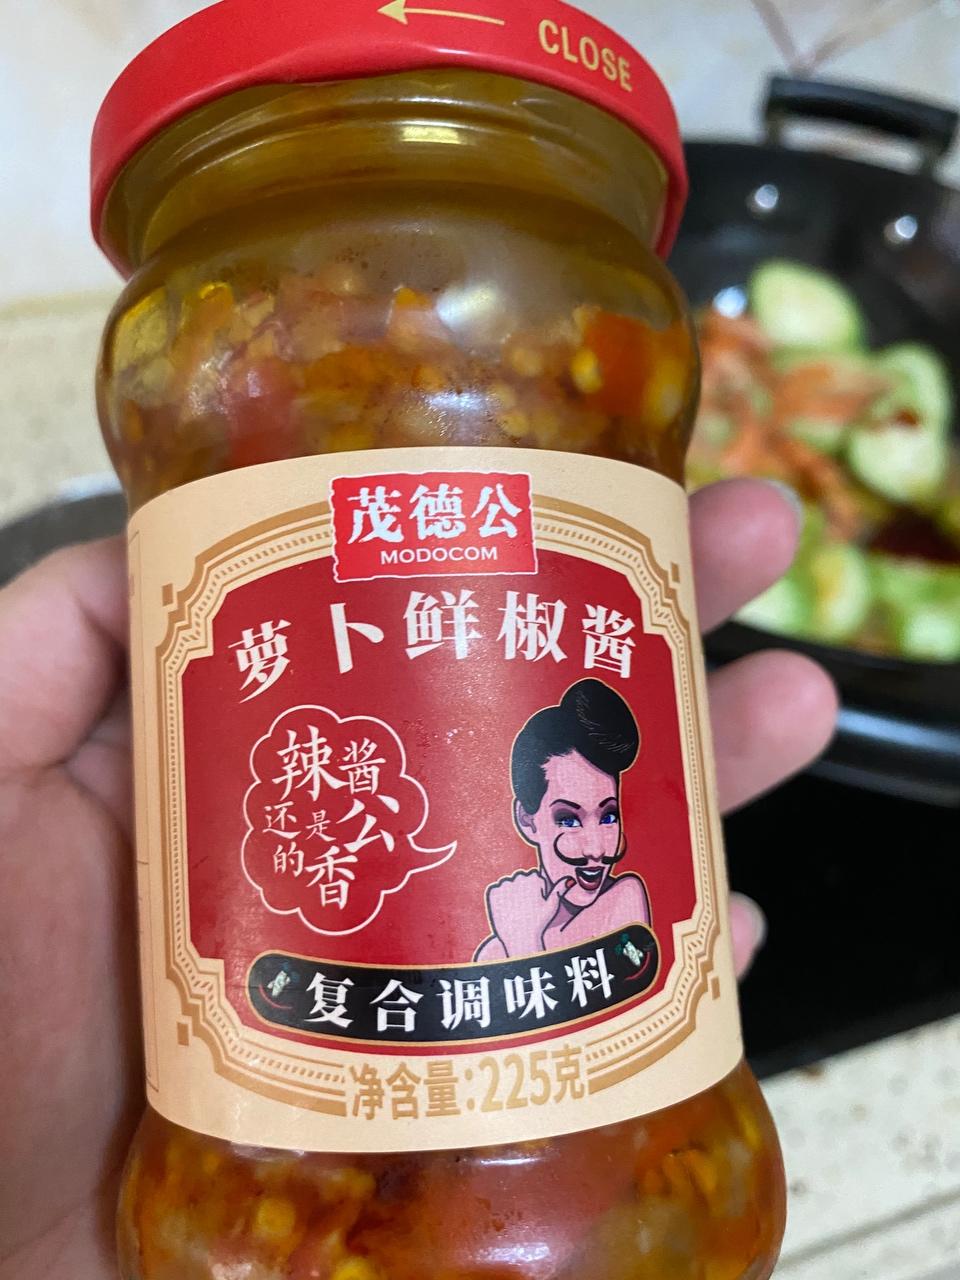 CLOSE
茂德公
MODOCOM
萝卜鲜椒酱
辣酱
还是公
的香
复合调味料
净含量:225克